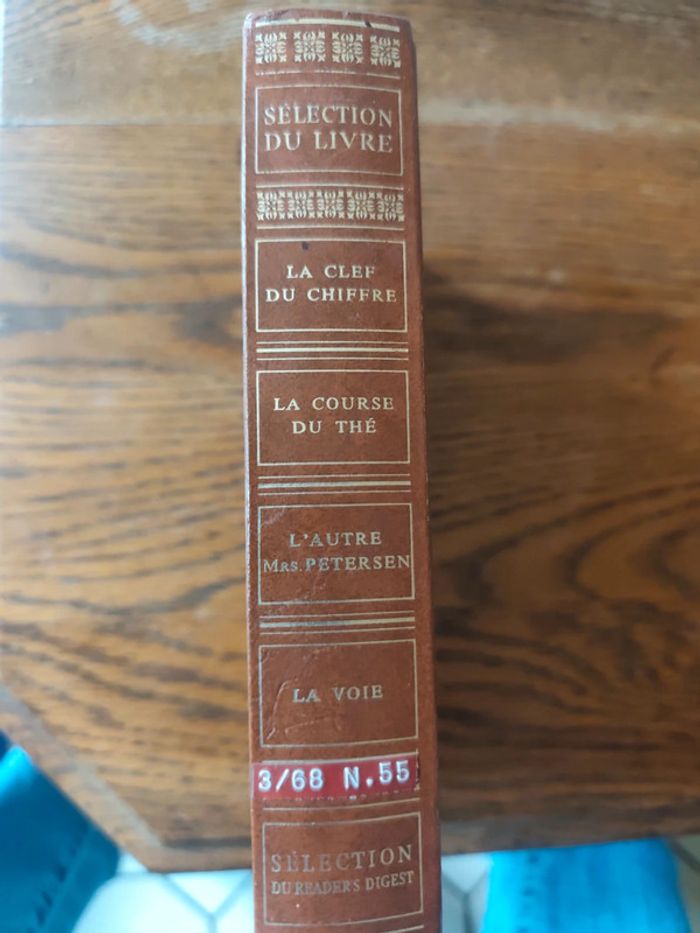 SÉLECTION
DU LIVRE
LA CLEF
DU CHIFFRE
LA COURSE
DU THÉ
L'AUTRE
MRS. PETERSEN
LA VOIE
3/68 N.55
SÉLECTION
DU READER'S DIGEST